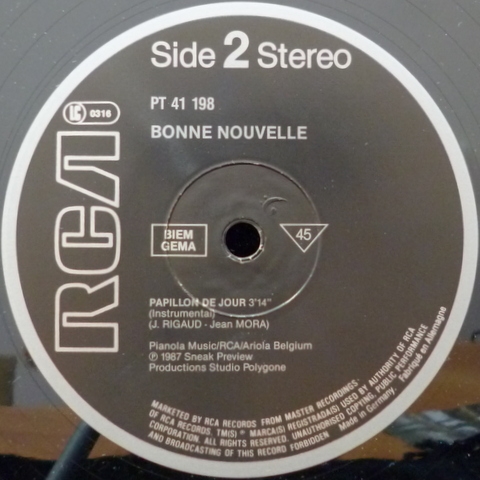 Side 2 Stereo
PT 41 198
LC 0316
BONNE NOUVELLE
RCA
BIEM
GEMA
45
PAPILLON DE JOUR 3'14"
(Instrumental)
(J. RIGAUD - Jean MORA)
Pianola Music/RCA/Ariola Belgium
℗ 1987 Sneak Preview
Productions Studio Polygone
MARKETED BY RCA RECORDS FROM MASTER RECORDINGS·
OF RCA RECORDS. TM(S)® MARCA(S) REGISTRADA(S) USED BY AUTHORITY OF RCA
CORPORATION. ALL RIGHTS RESERVED. UNAUTHORISED COPYING, PUBLIC PERFORMANCE
AND BROADCASTING OF THIS RECORD FORBIDDEN
Made in Germany. Fabriqué en Allemagne